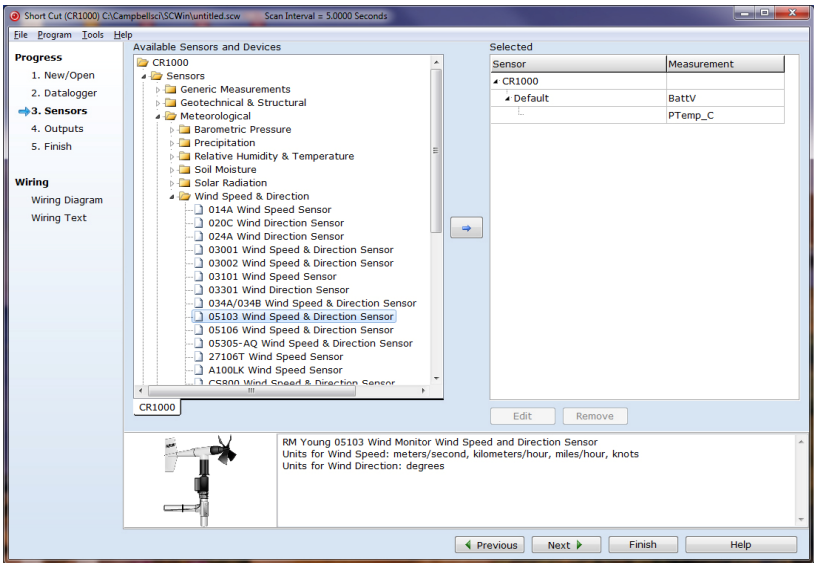 Short Cut (CR1000) C:\Campbellsci\SCWin\untitled.scw Scan Interval = 5.0000 Seconds
File Program Tools Help
Progress
1. New/Open
2. Datalogger
3. Sensors
4. Outputs
5. Finish
Wiring
Wiring Diagram
Wiring Text
Available Sensors and Devices
CR1000
Sensors
Generic Measurements
Geotechnical & Structural
Meteorological
Barometric Pressure
Precipitation
Relative Humidity & Temperature
Soil Moisture
Solar Radiation
Wind Speed & Direction
014A Wind Speed Sensor
020C Wind Direction Sensor
024A Wind Direction Sensor
03001 Wind Speed & Direction Sensor
03002 Wind Speed & Direction Sensor
03101 Wind Speed Sensor
03301 Wind Direction Sensor
034A/034B Wind Speed & Direction Sensor
05103 Wind Speed & Direction Sensor
05106 Wind Speed & Direction Sensor
05305-AQ Wind Speed & Direction Sensor
27106T Wind Speed Sensor
A100LK Wind Speed Sensor
CS800 Wind Speed & Direction Sensor
CR1000
Selected
Sensor Measurement
CR1000
Default BattV
PTemp_C
Edit Remove
RM Young 05103 Wind Monitor Wind Speed and Direction Sensor
Units for Wind Speed: meters/second, kilometers/hour, miles/hour, knots
Units for Wind Direction: degrees
Previous Next Finish Help